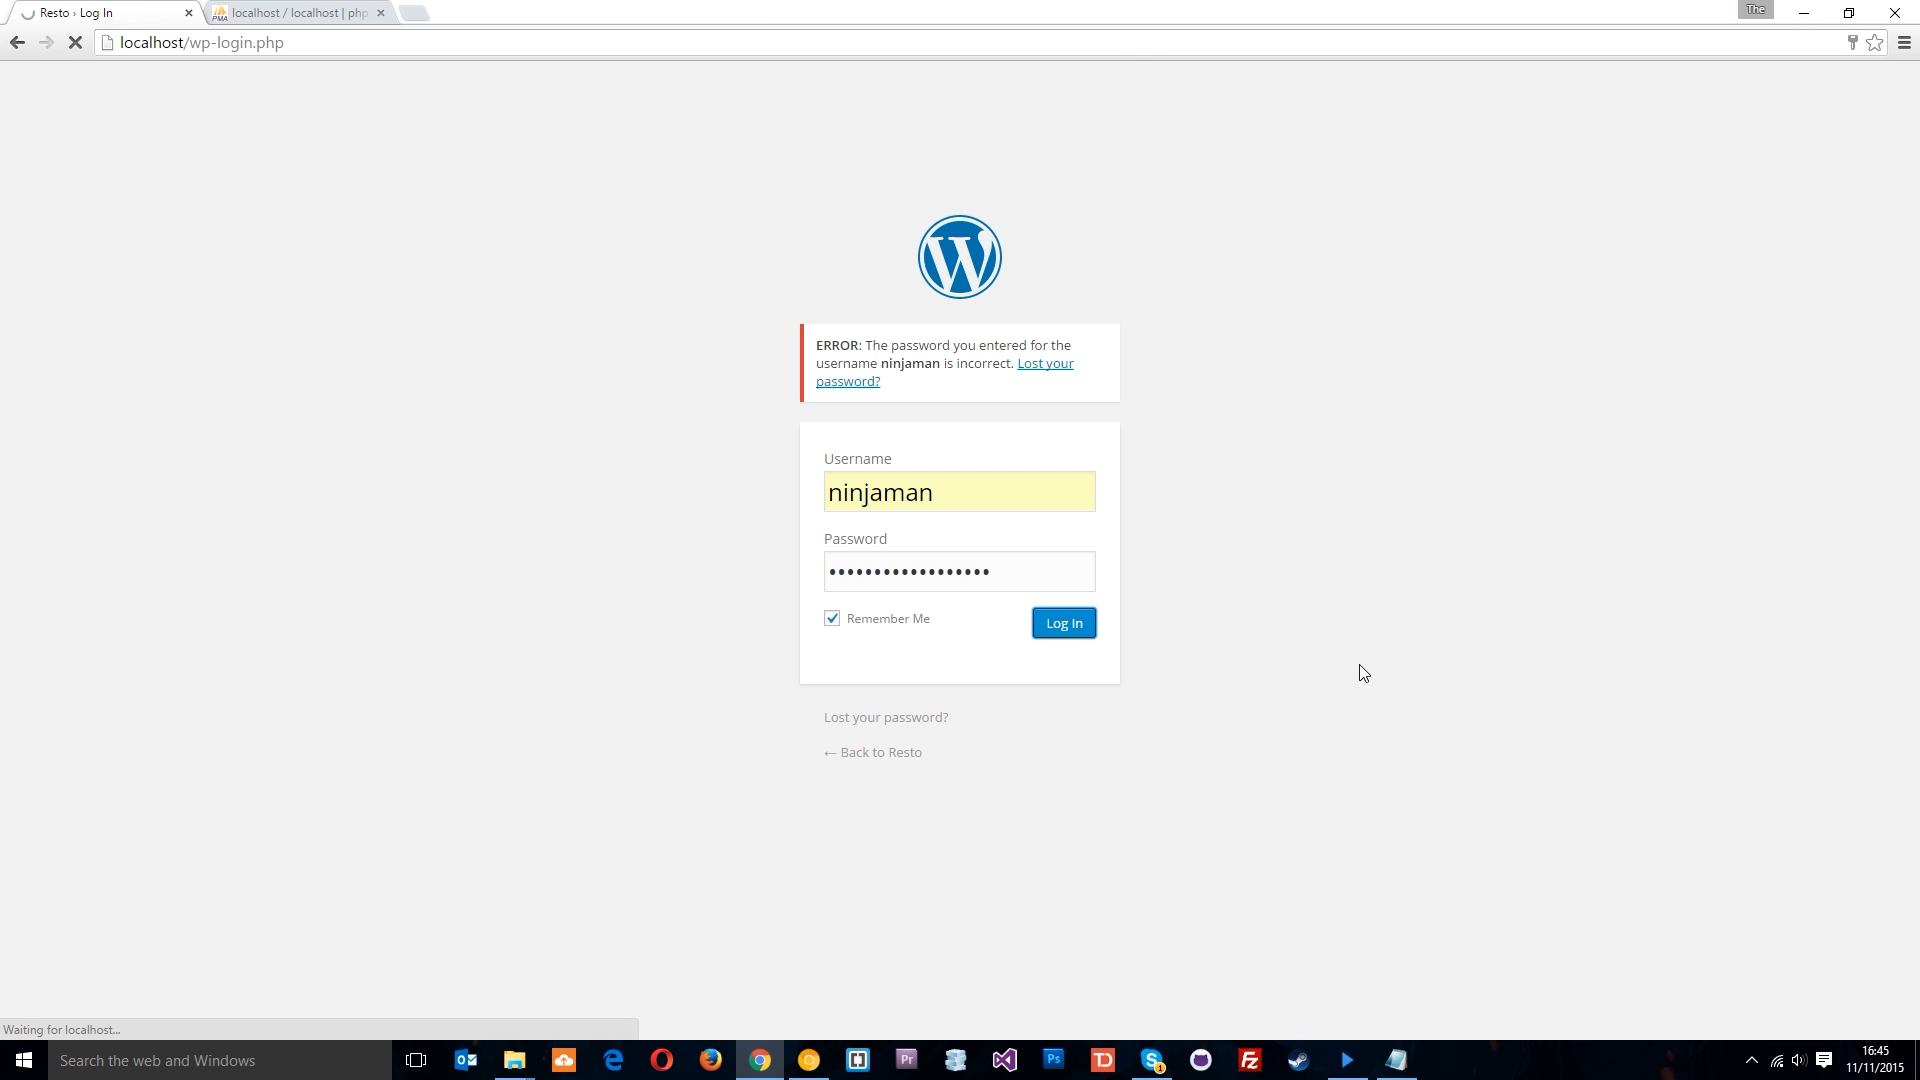 Resto › Log In
localhost / localhost | php
The
localhost/wp-login.php
ERROR: The password you entered for the
username ninjaman is incorrect. Lost your
password?
Username
ninjaman
Password
••••••••••••••••••
Remember Me
Log In
Lost your password?
← Back to Resto
Waiting for localhost...
Search the web and Windows
16:45
11/11/2015